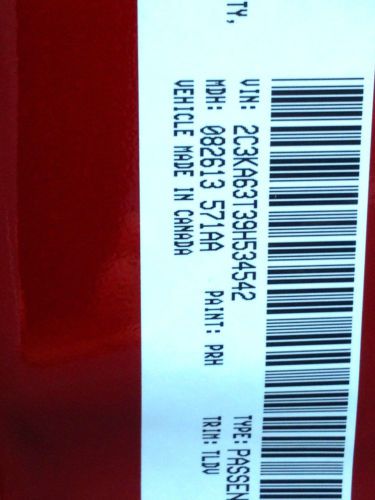 TY,
VIN: 2C3KA63T39H534542 TYPE: PASSEN
MDH: 082613 571AA PAINT: PRH TRIM: TLDV
VEHICLE MADE IN CANADA